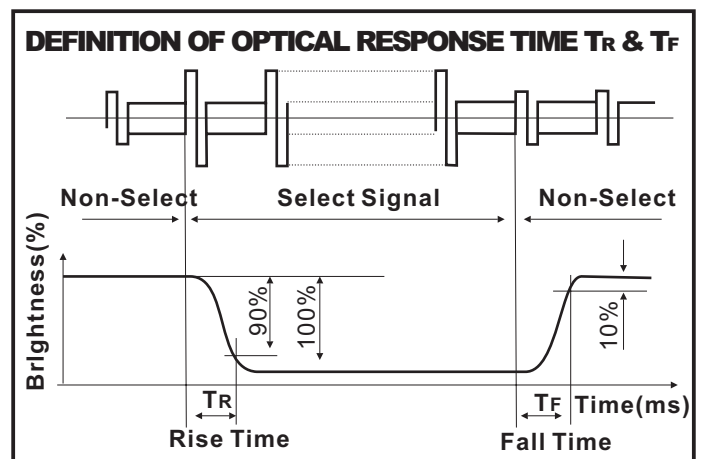 DEFINITION OF OPTICAL RESPONSE TIME TR & TF
Non-Select
Select Signal
Non-Select
Brightness(%)
90%
100%
10%
TR
TF
Time(ms)
Rise Time
Fall Time